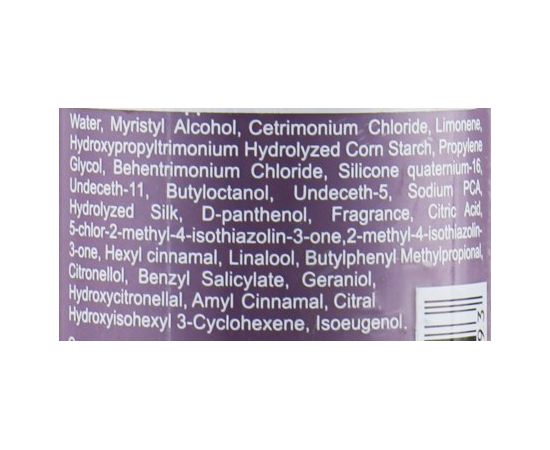 Water, Myristyl Alcohol, Cetrimonium Chloride, Limonene,
Hydroxypropyltrimonium Hydrolyzed Corn Starch, Propylene
Glycol, Behentrimonium Chloride, Silicone quaternium-16,
Undeceth-11, Butyloctanol, Undeceth-5, Sodium PCA,
Hydrolyzed Silk, D-panthenol, Fragrance, Citric Acid,
5-chlor-2-methyl-4-isothiazolin-3-one,2-methyl-4-isothiazolin-
3-one, Hexyl cinnamal, Linalool, Butylphenyl Methylpropional,
Citronellol, Benzyl Salicylate, Geraniol,
Hydroxycitronellal, Amyl Cinnamal, Citral
Hydroxyisohexyl 3-Cyclohexene, Isoeugenol.
93